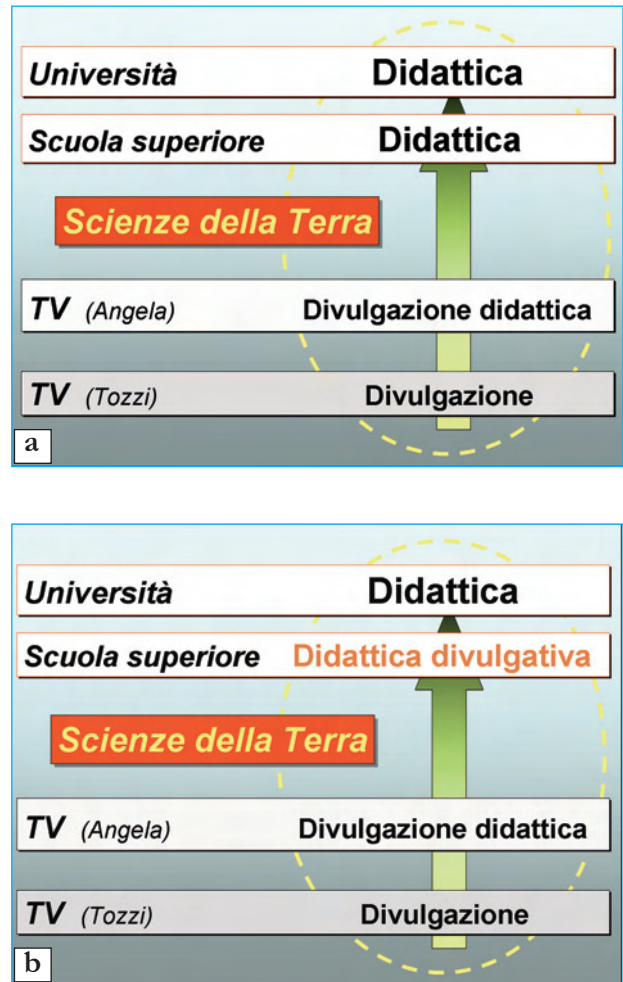 Università Didattica
Scuola superiore Didattica
Scienze della Terra
TV (Angela) Divulgazione didattica
TV (Tozzi) Divulgazione
a
Università Didattica
Scuola superiore Didattica divulgativa
Scienze della Terra
TV (Angela) Divulgazione didattica
TV (Tozzi) Divulgazione
b